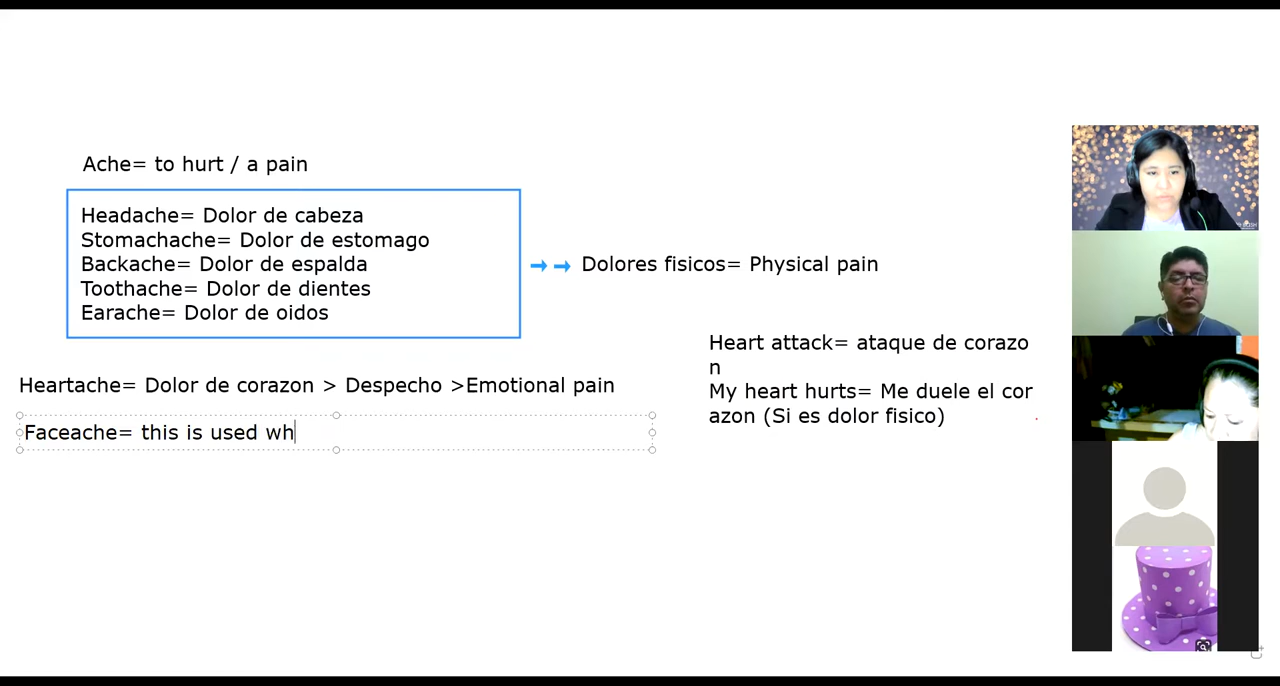 Ache= to hurt / a pain
Headache= Dolor de cabeza
Stomachache= Dolor de estomago
Backache= Dolor de espalda
Toothache= Dolor de dientes
Earache= Dolor de oidos
Dolores fisicos= Physical pain
Heart attack= ataque de corazo
n
My heart hurts= Me duele el cor
azon (Si es dolor fisico)
Heartache= Dolor de corazon > Despecho >Emotional pain
Faceache= this is used wh